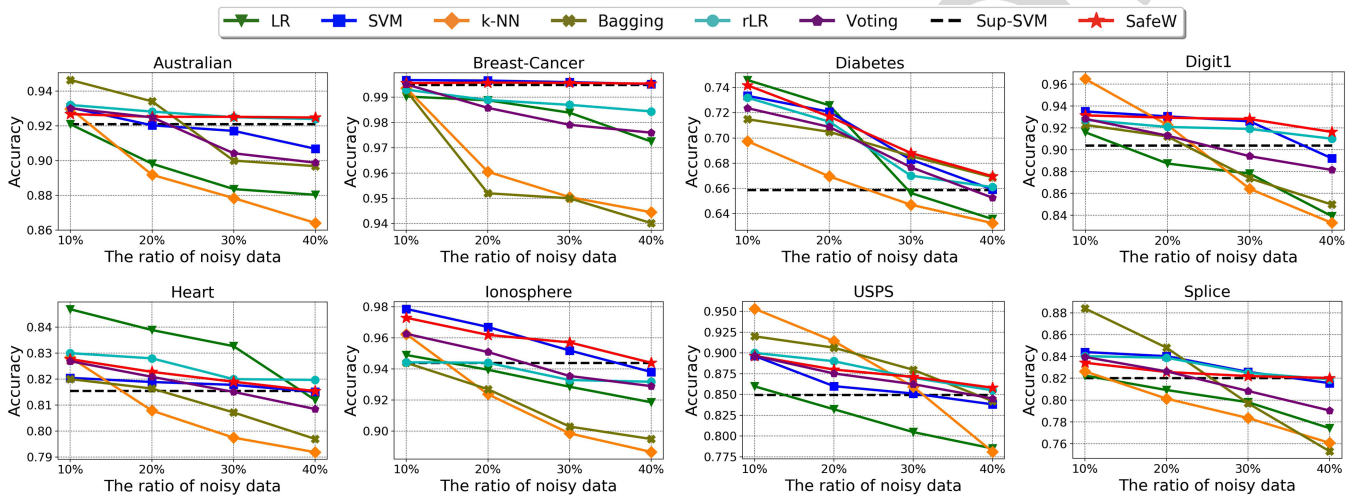 LR SVM k-NN Bagging rLR Voting Sup-SVM SafeW
Australian
Accuracy
0.94
0.92
0.90
0.88
0.86
10% 20% 30% 40%
The ratio of noisy data
Breast-Cancer
Accuracy
0.99
0.98
0.97
0.96
0.95
0.94
10% 20% 30% 40%
The ratio of noisy data
Diabetes
Accuracy
0.74
0.72
0.70
0.68
0.66
0.64
10% 20% 30% 40%
The ratio of noisy data
Digit1
Accuracy
0.96
0.94
0.92
0.90
0.88
0.86
0.84
10% 20% 30% 40%
The ratio of noisy data
Heart
Accuracy
0.84
0.83
0.82
0.81
0.80
0.79
10% 20% 30% 40%
The ratio of noisy data
Ionosphere
Accuracy
0.98
0.96
0.94
0.92
0.90
10% 20% 30% 40%
The ratio of noisy data
USPS
Accuracy
0.950
0.925
0.900
0.875
0.850
0.825
0.800
0.775
10% 20% 30% 40%
The ratio of noisy data
Splice
Accuracy
0.88
0.86
0.84
0.82
0.80
0.78
0.76
10% 20% 30% 40%
The ratio of noisy data